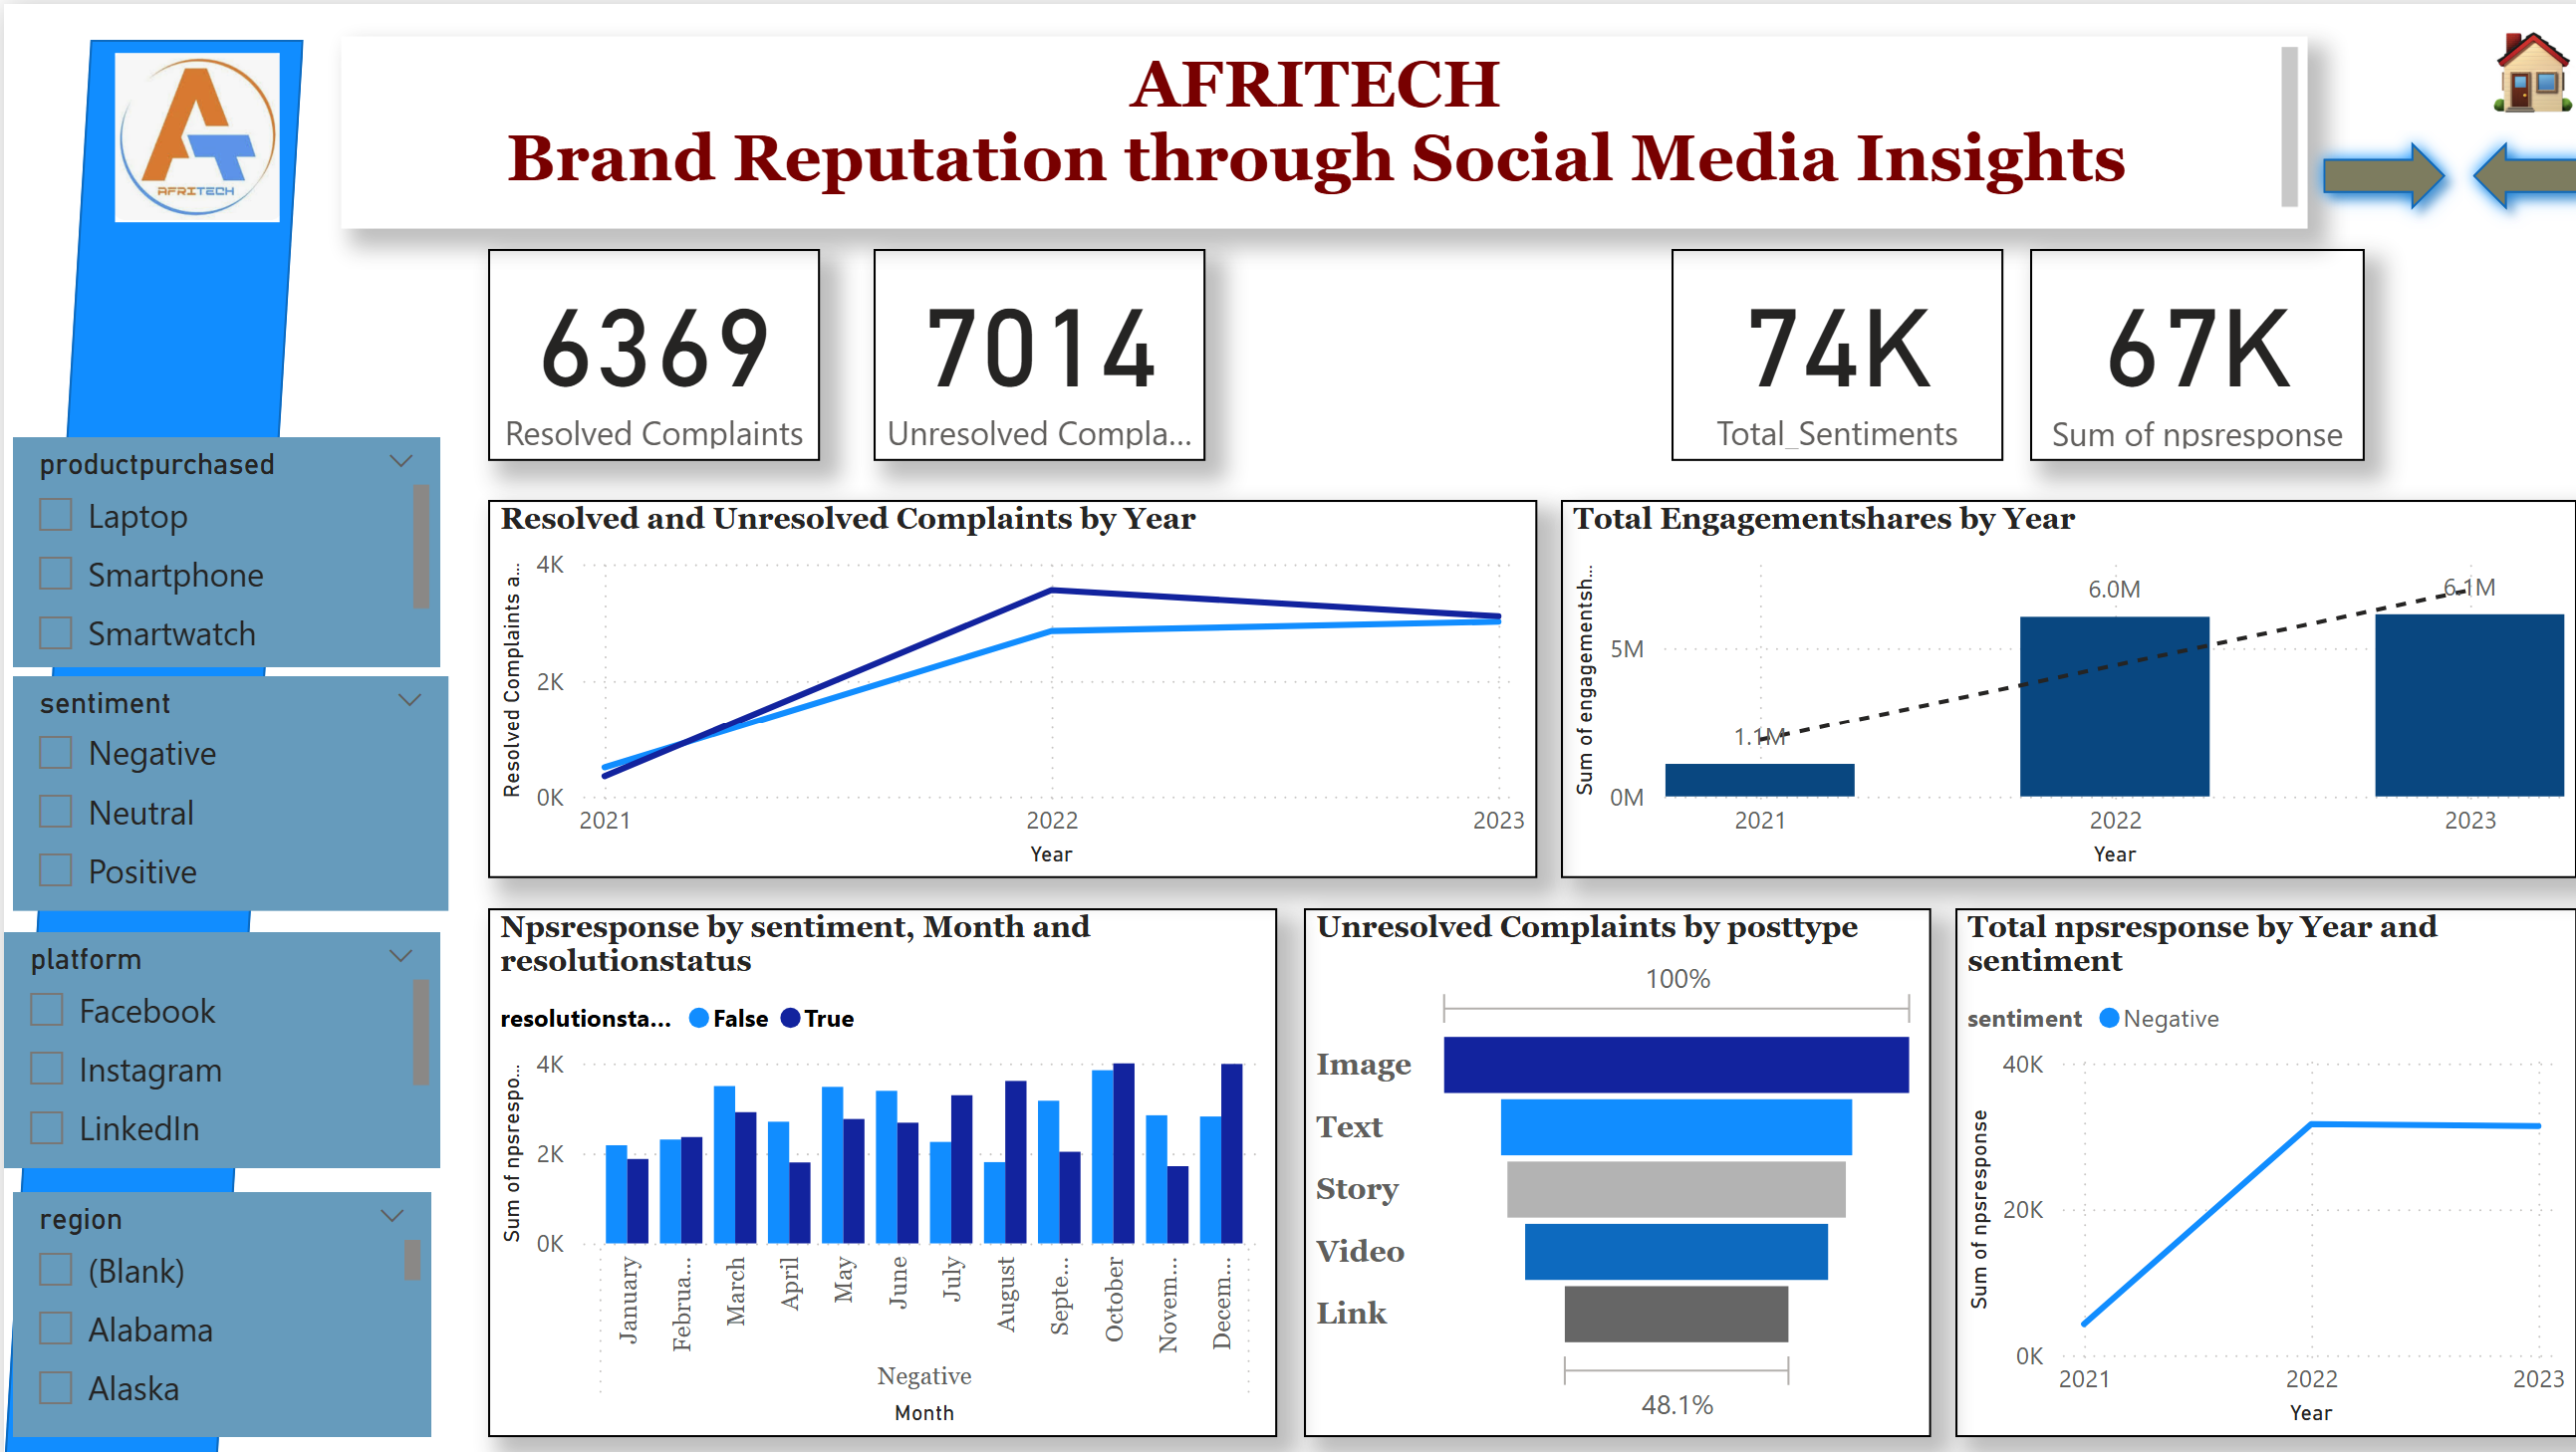 AFRITECH
AFRITECH
Brand Reputation through Social Media Insights
6369
Resolved Complaints
7014
Unresolved Compla...
74K
Total_Sentiments
67K
Sum of npsresponse
productpurchased
Laptop
Smartphone
Smartwatch
sentiment
Negative
Neutral
Positive
platform
Facebook
Instagram
LinkedIn
region
(Blank)
Alabama
Alaska
Resolved and Unresolved Complaints by Year
Resolved Complaints a...
4K
2K
0K
2021 2022 2023
Year
Total Engagementshares by Year
Sum of engagementsh...
5M
0M
1.1M
6.0M
6.1M
2021 2022 2023
Year
Npsresponse by sentiment, Month and
resolutionstatus
resolutionsta... False True
Sum of npsrespo...
4K
2K
0K
January Februa... March April May June July August Septe... October Novem... Decem...
Negative
Month
Unresolved Complaints by posttype
100%
Image
Text
Story
Video
Link
48.1%
Total npsresponse by Year and
sentiment
sentiment Negative
Sum of npsresponse
40K
20K
0K
2021 2022 2023
Year